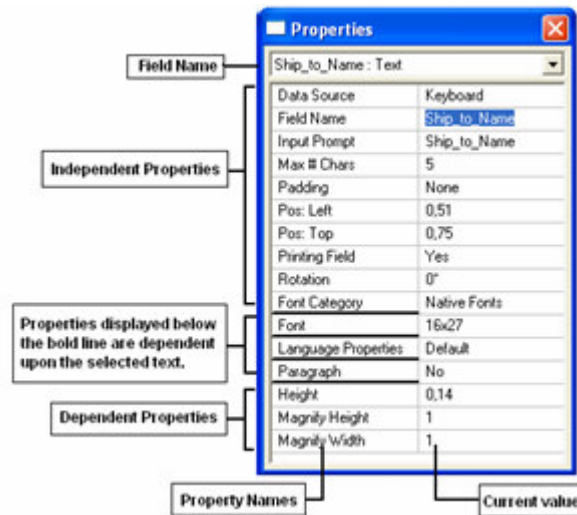 Properties
Field Name
Ship_to_Name : Text
Data Source Keyboard
Field Name Ship_to_Name
Input Prompt Ship_to_Name
Independent Properties
Max # Chars 5
Padding None
Pos: Left 0,51
Pos: Top 0,75
Printing Field Yes
Rotation 0°
Font Category Native Fonts
Properties displayed below
the bold line are dependent
upon the selected text.
Font 16x27
Language Properties Default
Paragraph No
Dependent Properties
Height 0,14
Magnify Height 1
Magnify Width 1
Property Names
Current value